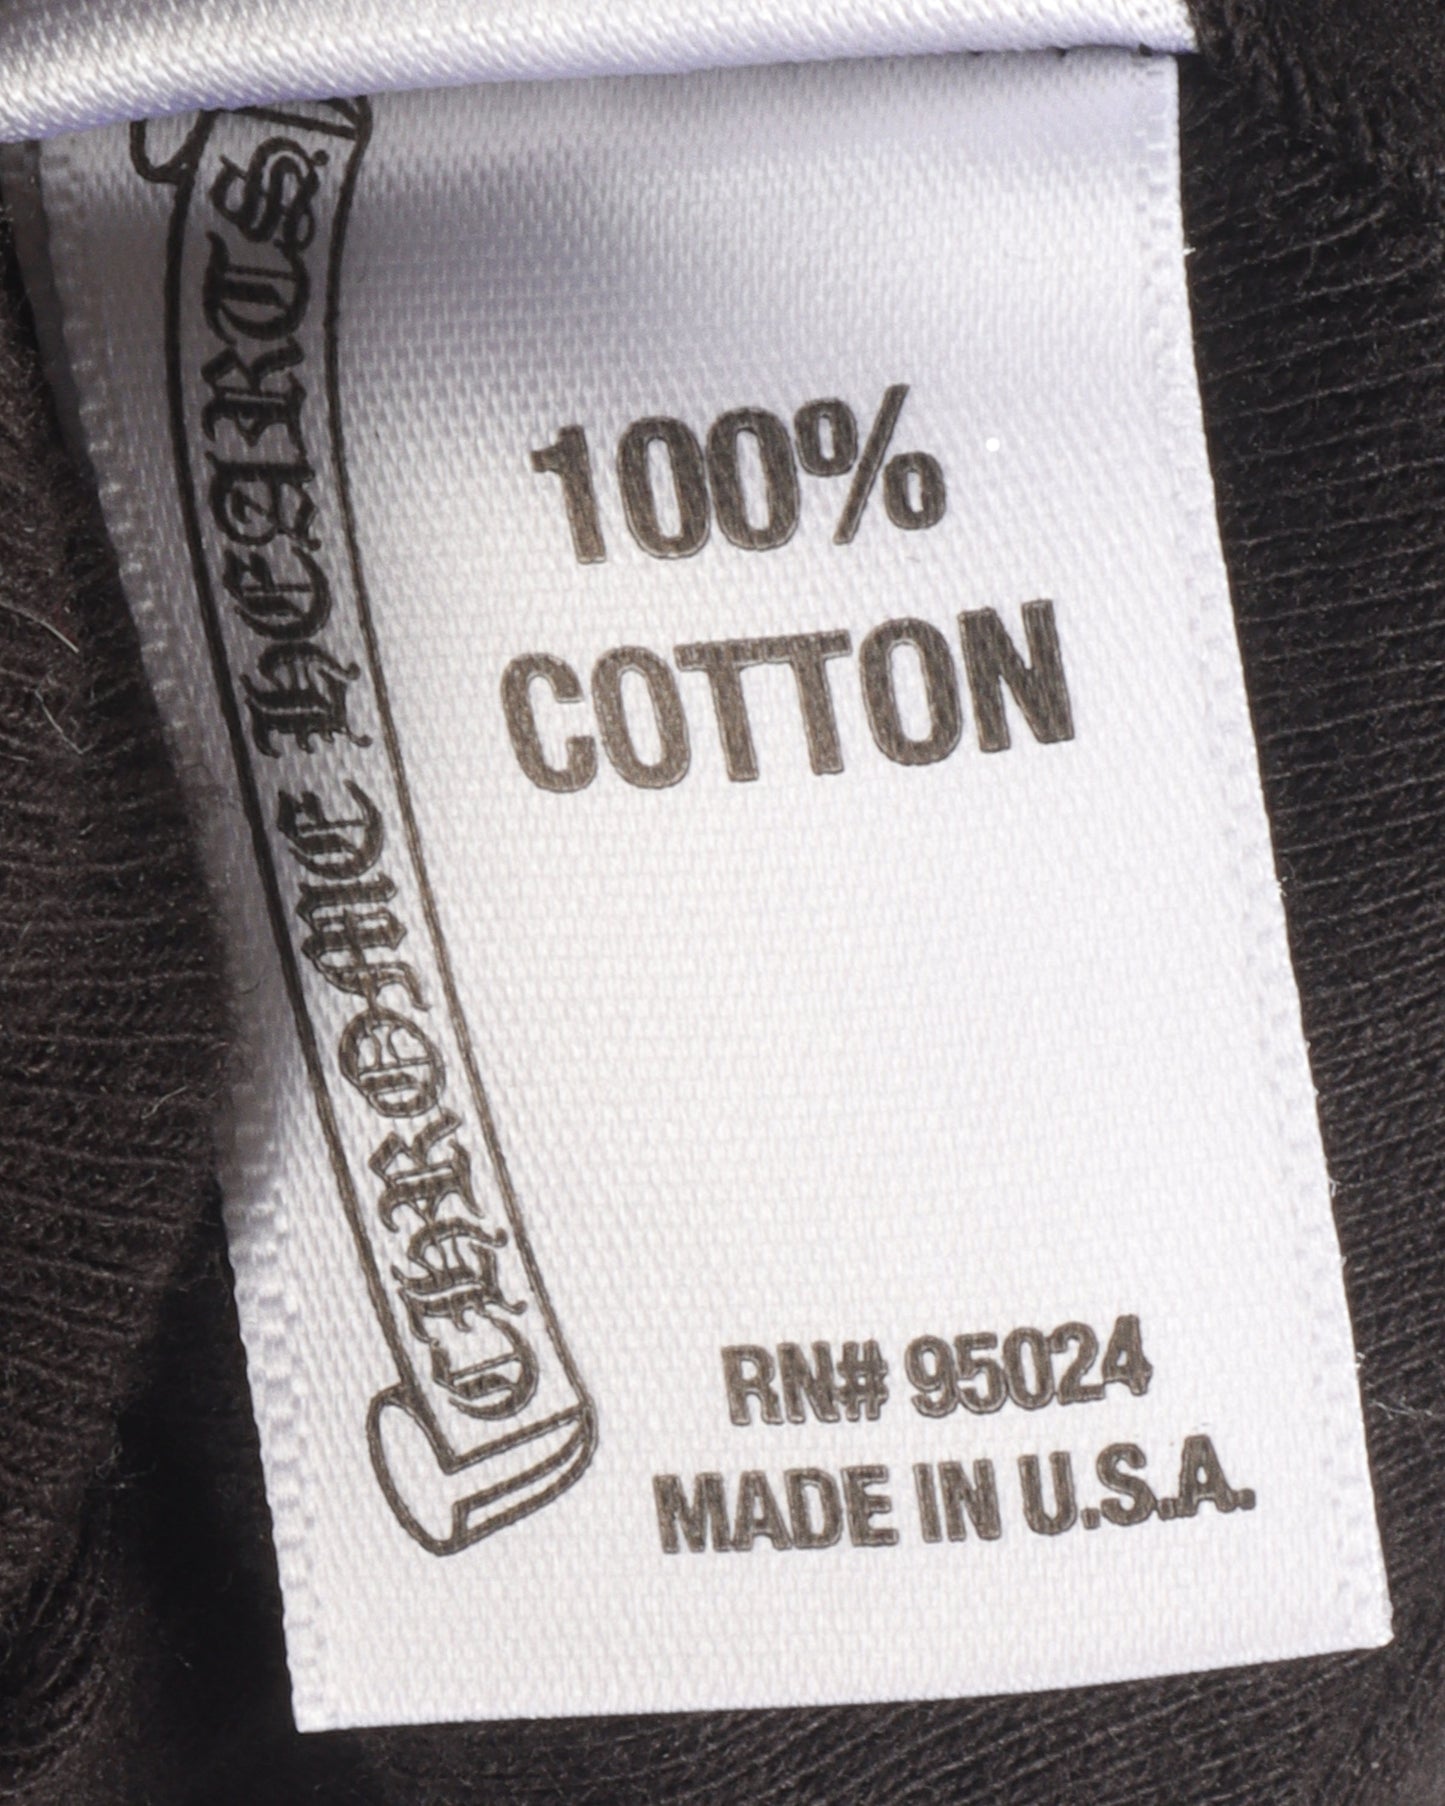 CHROME HEARTS
100%
COTTON
RN# 95024
MADE IN U.S.A.